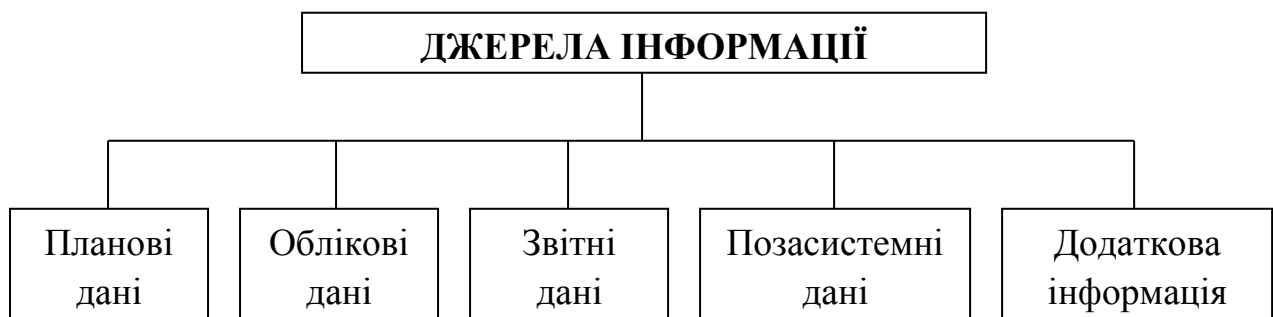 ДЖЕРЕЛА ІНФОРМАЦІЇ
Планові
дані
Облікові
дані
Звітні
дані
Позасистемні
дані
Додаткова
інформація